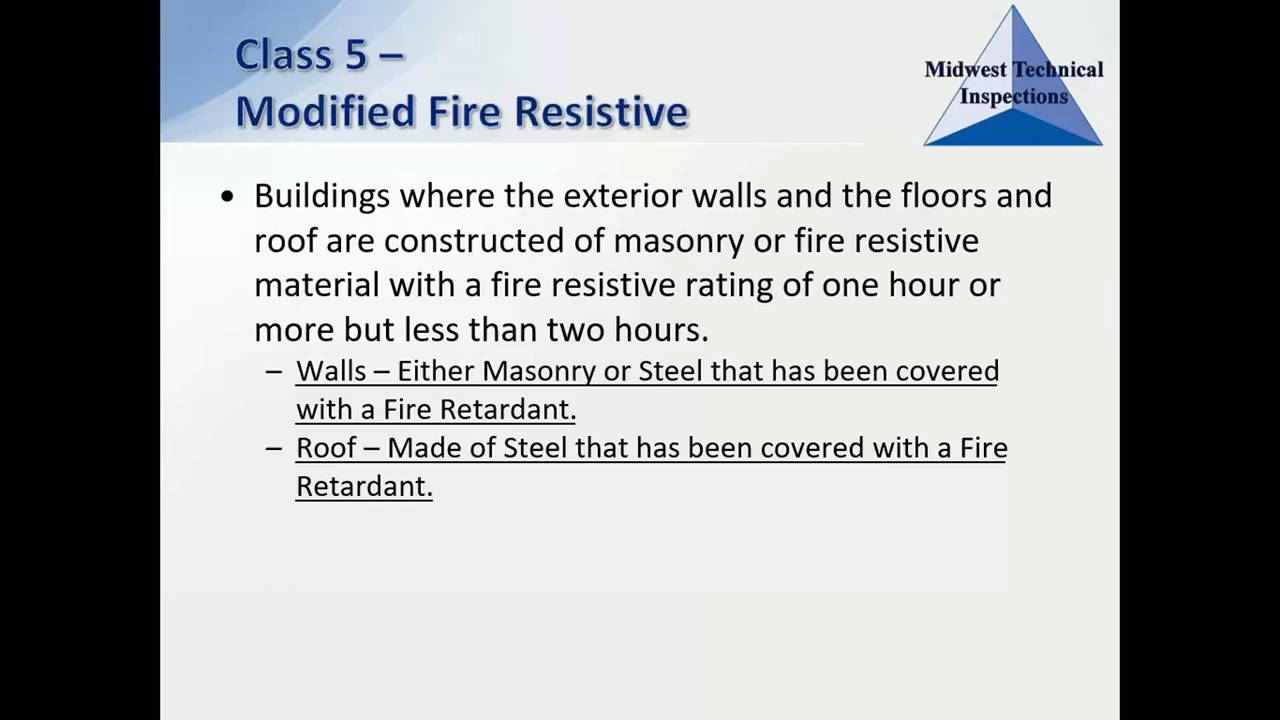 Class 5 –
Modified Fire Resistive
Midwest Technical
Inspections
• Buildings where the exterior walls and the floors and
roof are constructed of masonry or fire resistive
material with a fire resistive rating of one hour or
more but less than two hours.
– Walls – Either Masonry or Steel that has been covered
with a Fire Retardant.
– Roof – Made of Steel that has been covered with a Fire
Retardant.